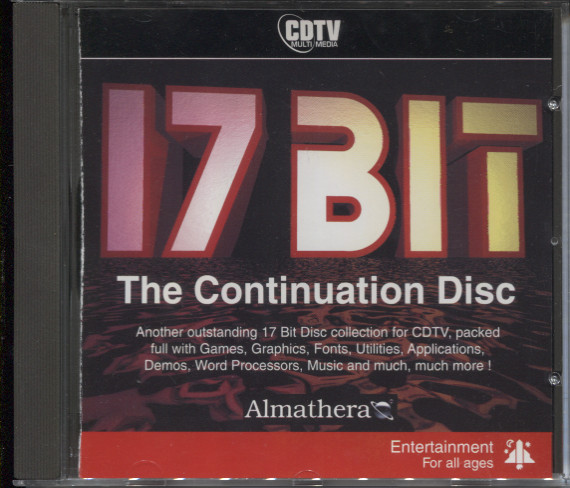 CDTV
MULTI/MEDIA
17 BIT
The Continuation Disc
Another outstanding 17 Bit Disc collection for CDTV, packed
full with Games, Graphics, Fonts, Utilities, Applications,
Demos, Word Processors, Music and much, much more !
Almathera
Entertainment
For all ages